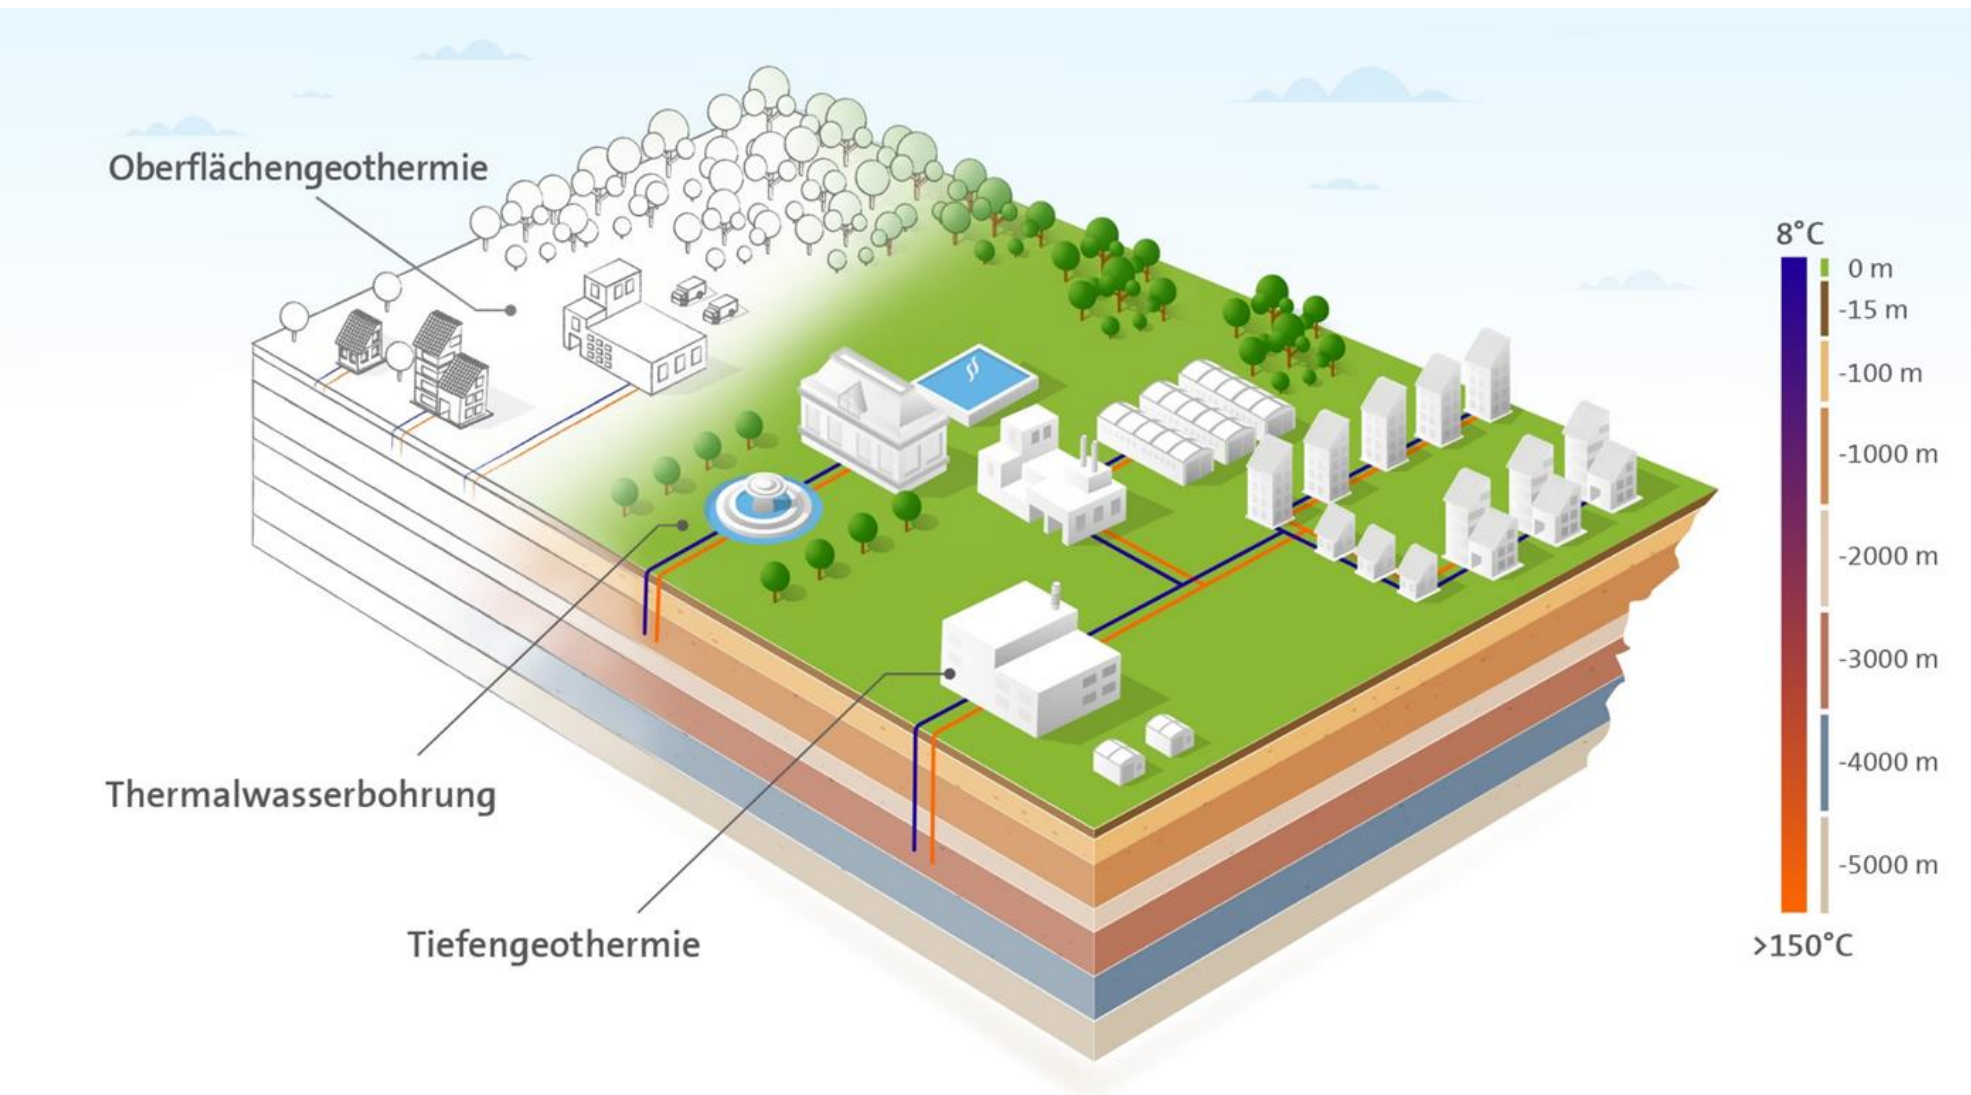 Oberflächengeothermie
8°C
0 m
-15 m
-100 m
-1000 m
-2000 m
-3000 m
Thermalwasserbohrung
-4000 m
-5000 m
Tiefengeothermie
>150°C